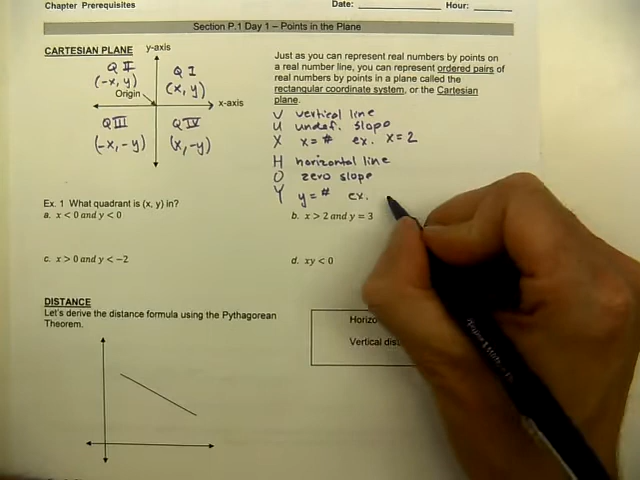 Chapter Prerequisites
Date: Hour:
Section P.1 Day 1 – Points in the Plane
CARTESIAN PLANE
y-axis
Q II
(-x, y)
Q I
(x, y)
Origin
x-axis
Q III
(-x, -y)
Q IV
(x, -y)
Just as you can represent real numbers by points
on a real number line, you can represent ordered pairs of
real numbers by points in a plane called the
rectangular coordinate system, or the Cartesian
plane.
V vertical line
U undef. slope
X x = # ex. x = 2
H horizontal line
O zero slope
Y y = # ex.
Ex. 1 What quadrant is (x, y) in?
a. x < 0 and y < 0
b. x > 2 and y = 3
c. x > 0 and y < -2
d. xy < 0
DISTANCE
Let's derive the distance formula using the Pythagorean
Theorem.
Vertical